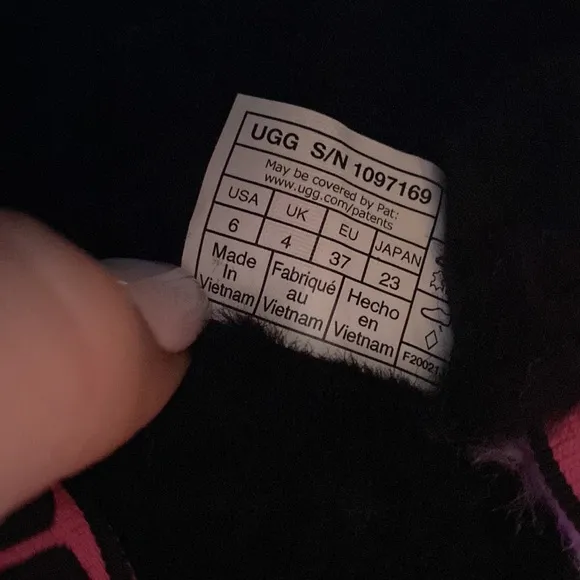 UGG S/N 1097169
May be covered by Pat:
www.ugg.com/patents
USA UK EU JAPAN
6 4 37 23
Made In Vietnam
Fabriqué au Vietnam
Hecho en Vietnam
F20021